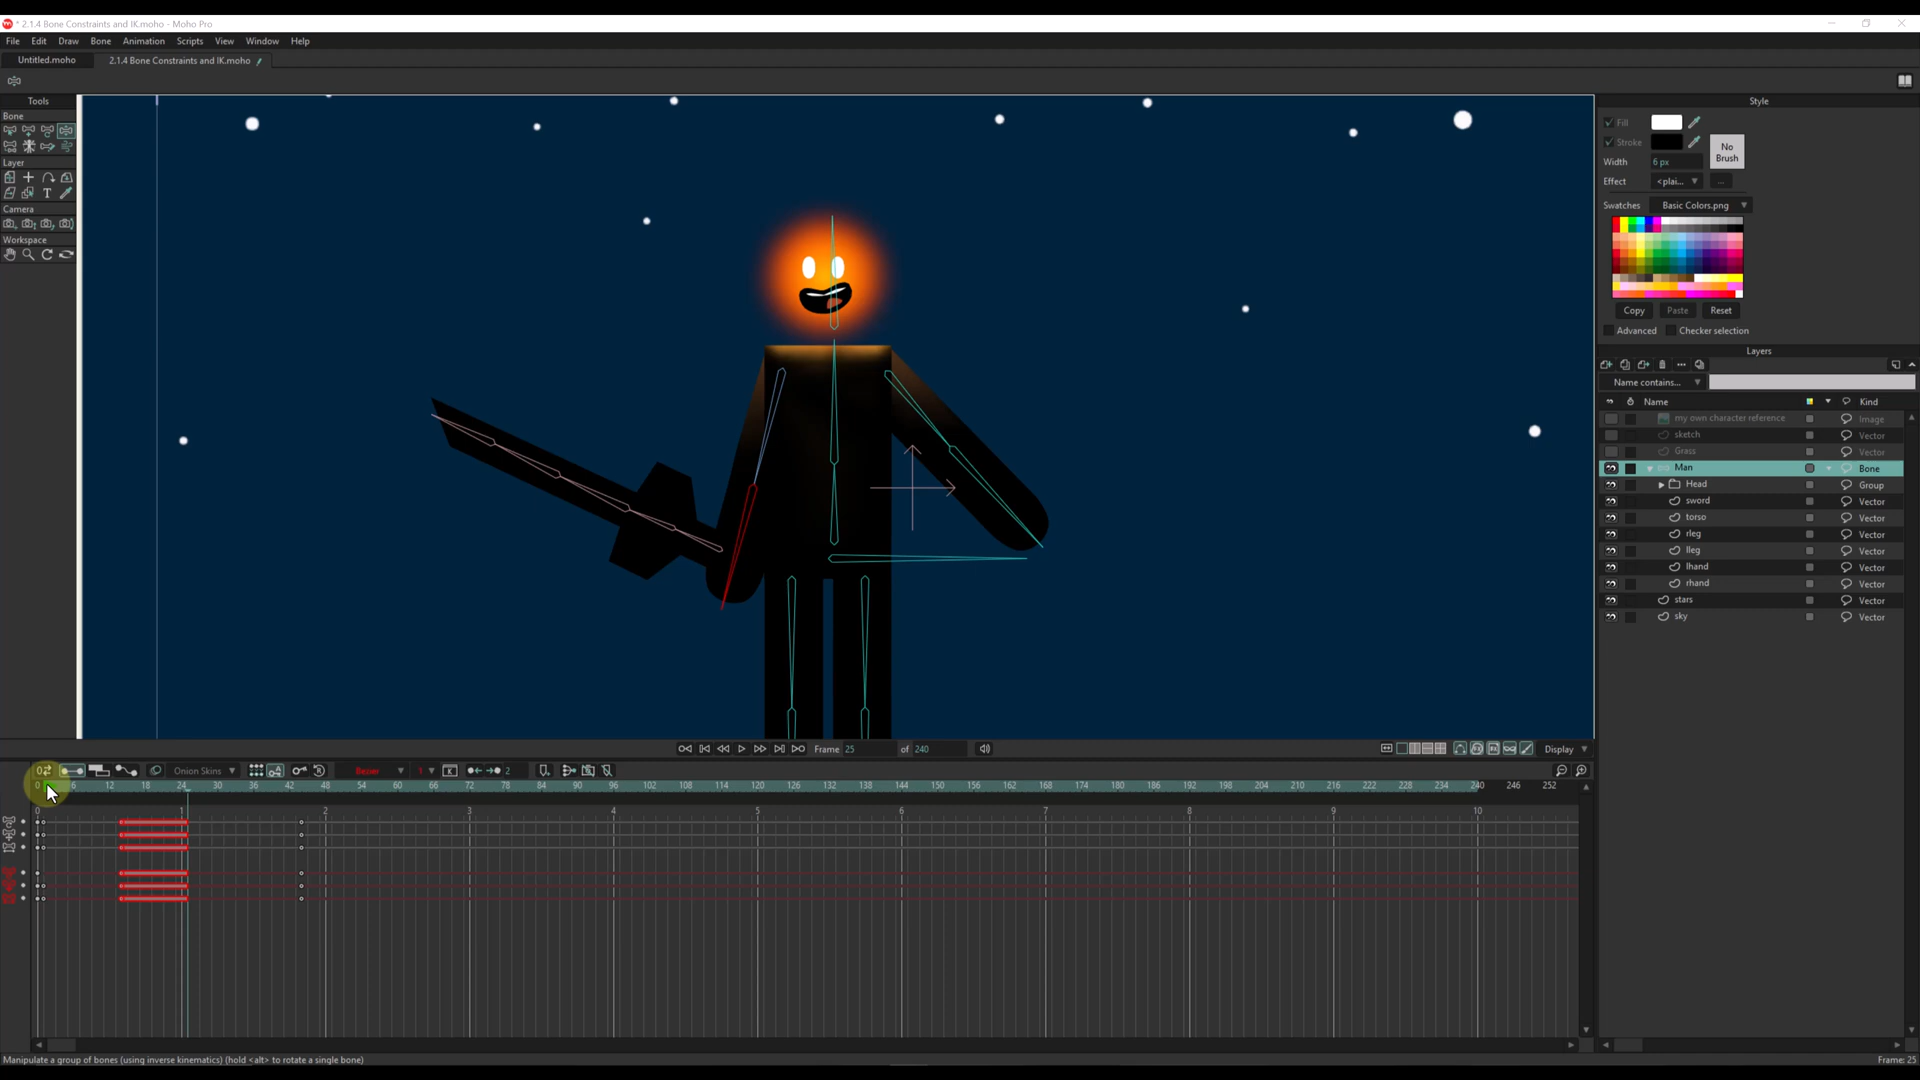 * 2.1.4 Bone Constraints and IK.moho - Moho Pro
File Edit Draw Bone Animation Scripts View Window Help
Untitled.moho 2.1.4 Bone Constraints and IK.moho
Tools
Bone
Layer
T
Camera
Workspace
Style
Fill
Stroke
No Brush
Width 6 px
Effect <plai... ...
Swatches Basic Colors.png
Copy Paste Reset
Advanced Checker selection
Layers
Name contains...
Name Kind
my own character reference Image
sketch Vector
Grass Vector
Man Bone
Head Group
sword Vector
torso Vector
rleg Vector
lleg Vector
lhand Vector
rhand Vector
stars Vector
sky Vector
Frame 25 of 240
Display
Onion Skins Bezier 1 2
0 6 12 18 24 30 36 42 48 54 60 66 72 78 84 90 96 102 108 114 120 126 132 138 144 150 156 162 168 174 180 186 192 198 204 210 216 222 228 234 240 246 252
0 1 2 3 4 5 6 7 8 9 10
Manipulate a group of bones (using inverse kinematics) (hold <alt> to rotate a single bone)
Frame: 25